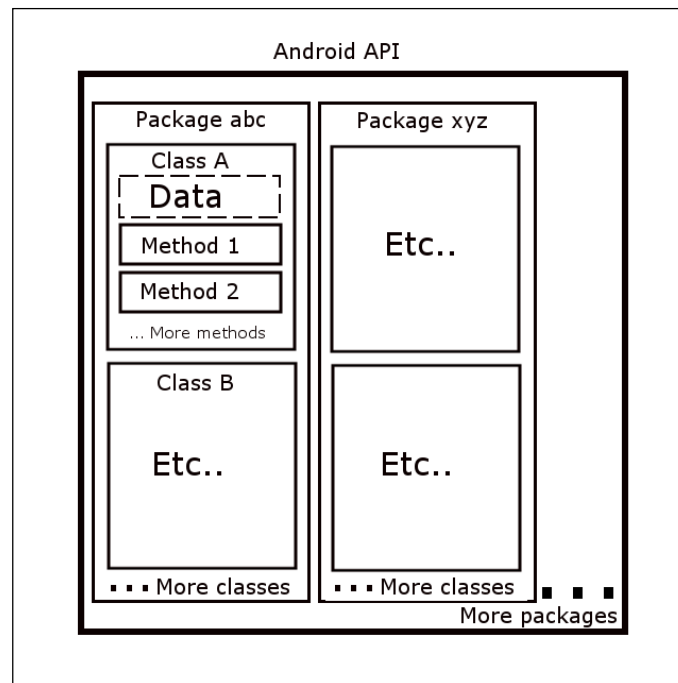 Android API
Package abc
Class A
Data
Method 1
Method 2
... More methods
Class B
Etc..
... More classes
Package xyz
Etc..
Etc..
... More classes
... More packages